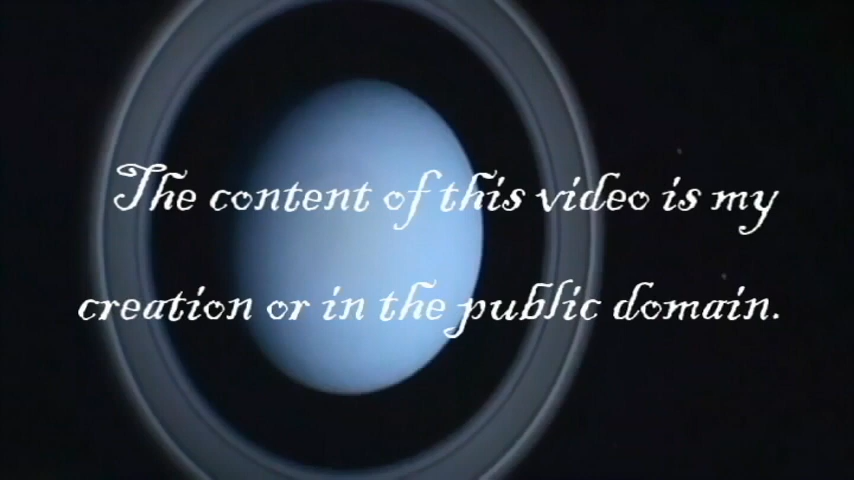 The content of this video is my
creation or in the public domain.